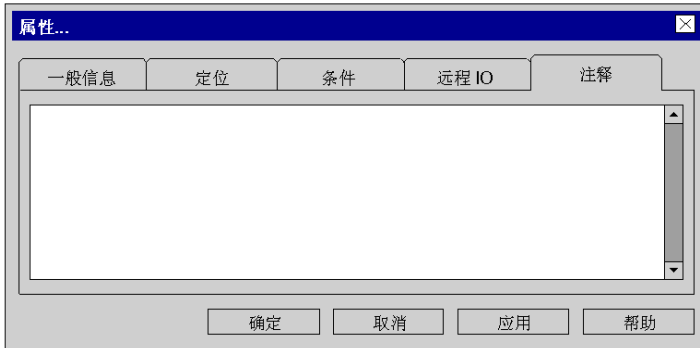 属性...
一般信息 定位 条件 远程 IO 注释
确定 取消 应用 帮助